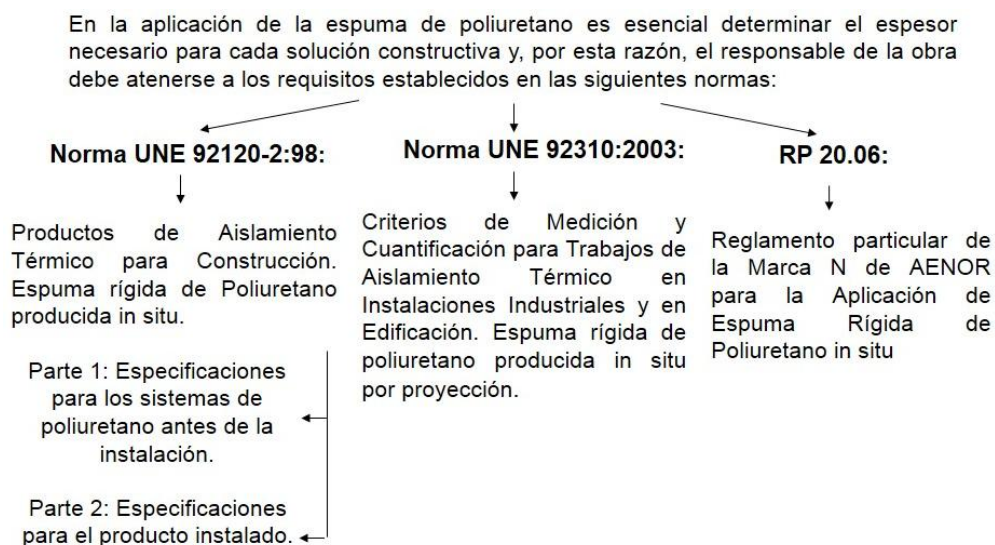 En la aplicación de la espuma de poliuretano es esencial determinar el espesor
necesario para cada solución constructiva y, por esta razón, el responsable de la obra
debe atenerse a los requisitos establecidos en las siguientes normas:
Norma UNE 92120-2:98:
Productos de Aislamiento
Térmico para Construcción.
Espuma rígida de Poliuretano
producida in situ.
Parte 1: Especificaciones
para los sistemas de
poliuretano antes de la
instalación.
Parte 2: Especificaciones
para el producto instalado.
Norma UNE 92310:2003:
Criterios de Medición y
Cuantificación para Trabajos de
Aislamiento Térmico en
Instalaciones Industriales y en
Edificación. Espuma rígida de
poliuretano producida in situ
por proyección.
RP 20.06:
Reglamento particular de
la Marca N de AENOR
para la Aplicación de
Espuma Rígida de
Poliuretano in situ